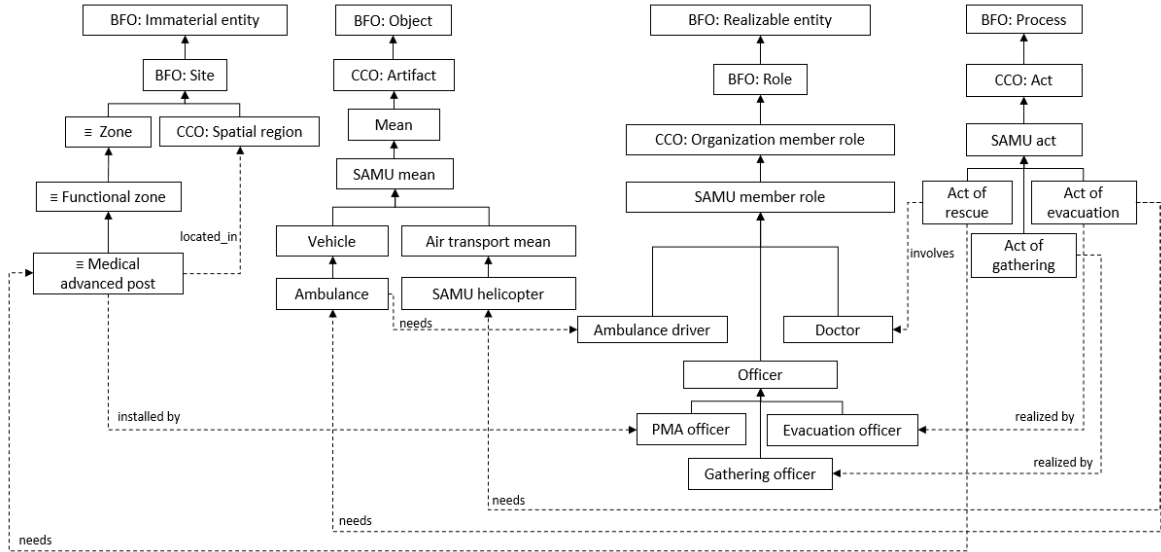 BFO: Immaterial entity
BFO: Object
BFO: Realizable entity
BFO: Process
BFO: Site
CCO: Artifact
BFO: Role
CCO: Act
≡ Zone
CCO: Spatial region
Mean
CCO: Organization member role
SAMU act
SAMU mean
≡ Functional zone
SAMU member role
Act of
rescue
Act of
evacuation
located_in
Vehicle
Air transport mean
Act of
gathering
involves
≡ Medical
advanced post
Ambulance
SAMU helicopter
needs
Ambulance driver
Doctor
Officer
installed by
PMA officer
Evacuation officer
realized by
realized by
Gathering officer
needs
needs
needs